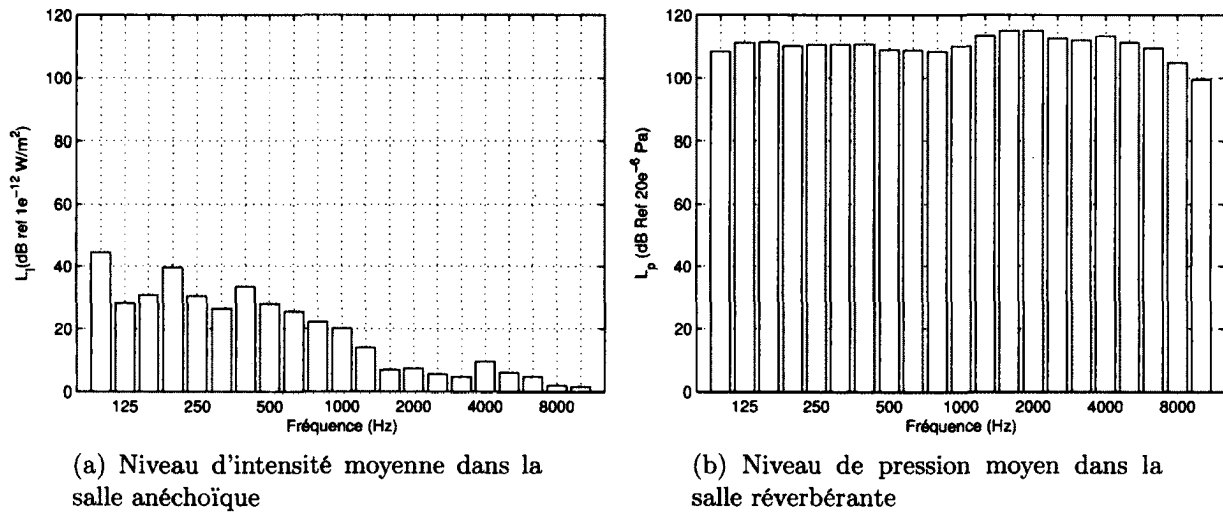 120
100
80
60
40
20
0
L_I(dB ref 1e^-12 W/m^2)
125 250 500 1000 2000 4000 8000
Fréquence (Hz)
(a) Niveau d'intensité moyenne dans la
salle anéchoïque
120
100
80
60
40
20
0
L_p (dB Ref 20e^-6 Pa)
125 250 500 1000 2000 4000 8000
Fréquence (Hz)
(b) Niveau de pression moyen dans la
salle réverbérante